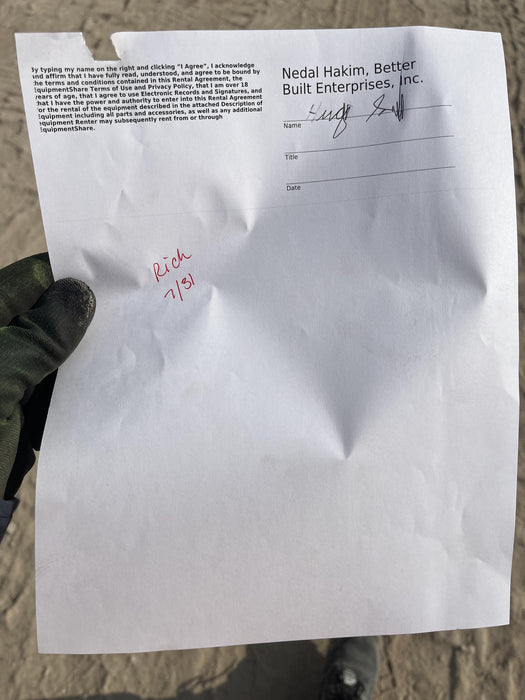 By typing my name on the right and clicking "I Agree", I acknowledge
and affirm that I have fully read, understood, and agree to be bound by
the terms and conditions contained in this Rental Agreement, the
EquipmentShare Terms of Use and Privacy Policy, that I am over 18
years of age, that I agree to use Electronic Records and Signatures, and
that I have the power and authority to enter into this Rental Agreement
for the rental of the equipment described in the attached Description of
Equipment including all parts and accessories, as well as any additional
equipment Renter may subsequently rent from or through
EquipmentShare.
Nedal Hakim, Better
Built Enterprises, Inc.
Name
Title
Date
Rich
7/31